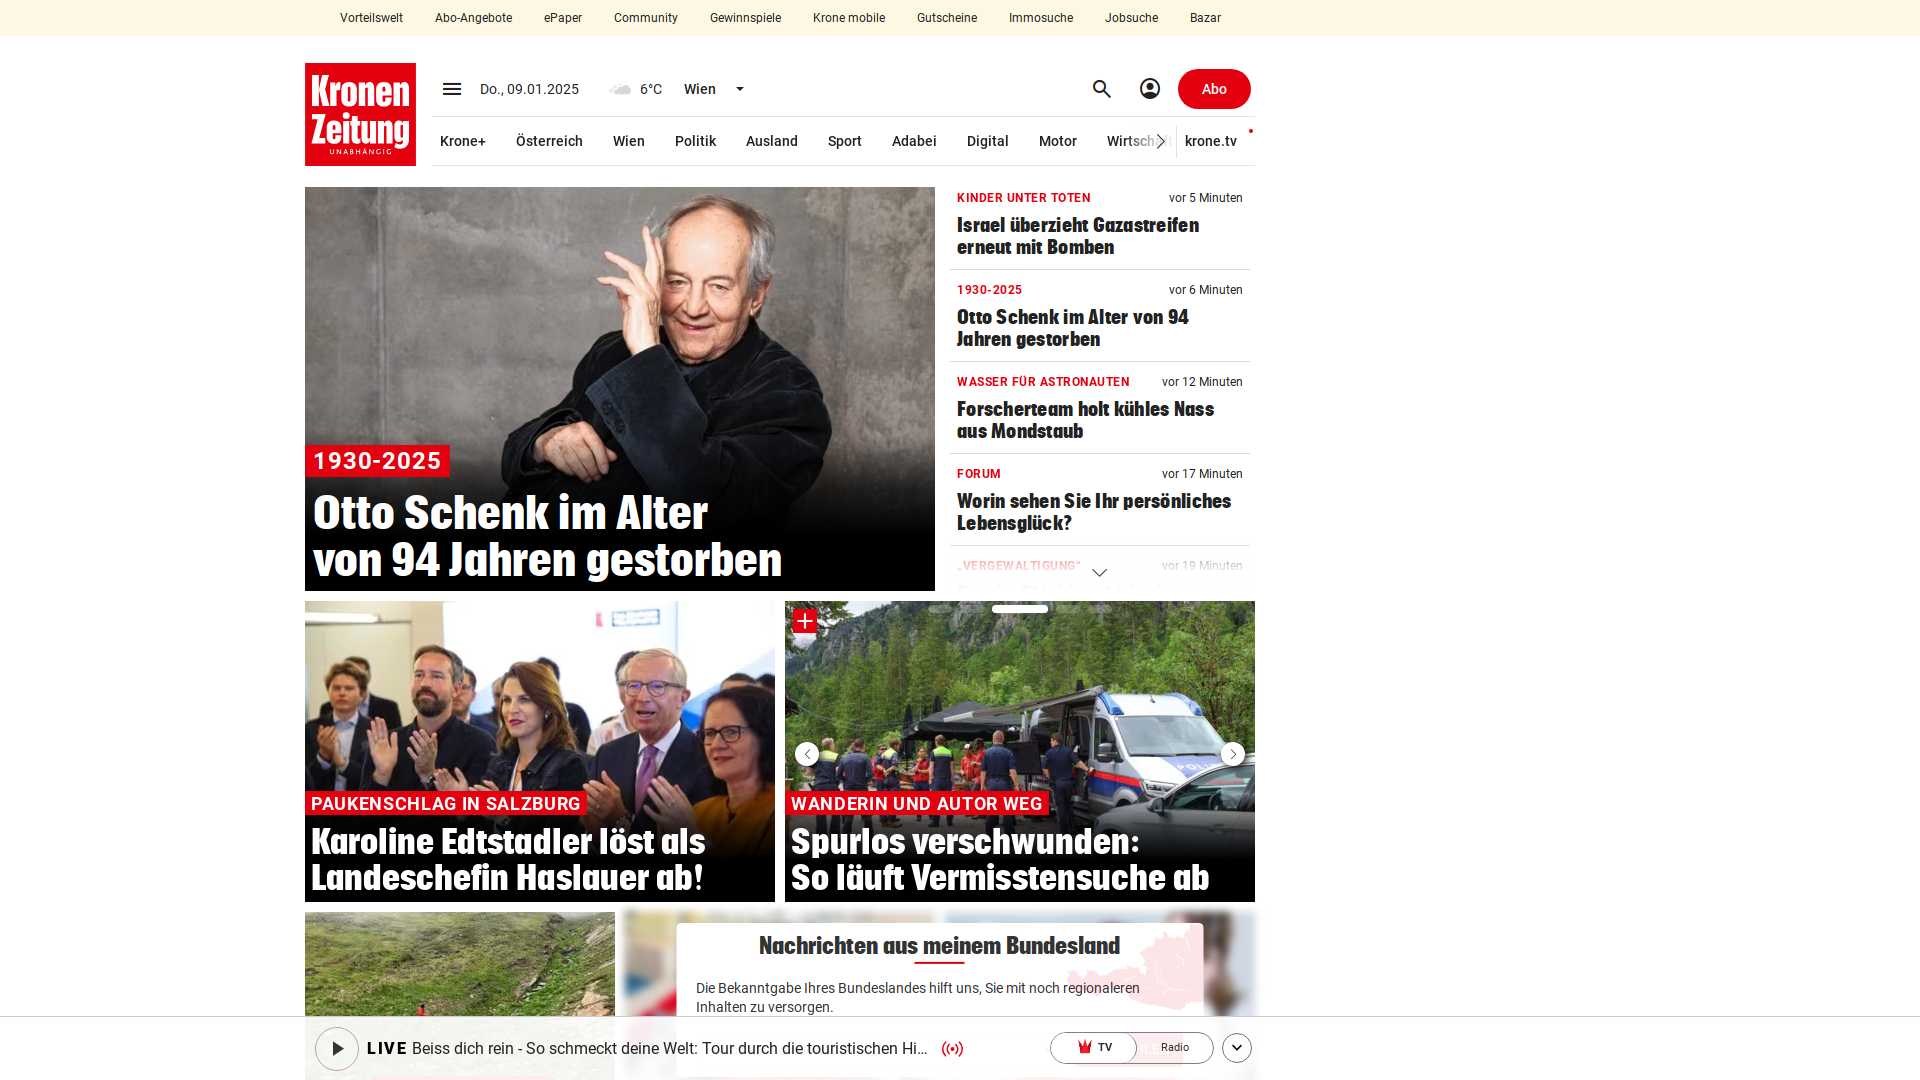 Vorteilswelt Abo-Angebote ePaper Community Gewinnspiele Krone mobile Gutscheine Immosuche Jobsuche Bazar
Kronen
Zeitung
UNABHÄNGIG
Do., 09.01.2025 6°C Wien Abo
Krone+ Österreich Wien Politik Ausland Sport Adabei Digital Motor Wirtschaft krone.tv
1930-2025
Otto Schenk im Alter
von 94 Jahren gestorben
KINDER UNTER TOTEN vor 5 Minuten
Israel überzieht Gazastreifen
erneut mit Bomben
1930-2025 vor 6 Minuten
Otto Schenk im Alter von 94
Jahren gestorben
WASSER FÜR ASTRONAUTEN vor 12 Minuten
Forscherteam holt kühles Nass
aus Mondstaub
FORUM vor 17 Minuten
Worin sehen Sie Ihr persönliches
Lebensglück?
„VERGEWALTIGUNG“ vor 19 Minuten
PAUKENSCHLAG IN SALZBURG
Karoline Edtstadler löst als
Landeschefin Haslauer ab!
POLIZEI
WANDERIN UND AUTOR WEG
Spurlos verschwunden:
So läuft Vermisstensuche ab
Nachrichten aus meinem Bundesland
Die Bekanntgabe Ihres Bundeslandes hilft uns, Sie mit noch regionaleren
Inhalten zu versorgen.
LIVE Beiss dich rein - So schmeckt deine Welt: Tour durch die touristischen Hi... TV Radio